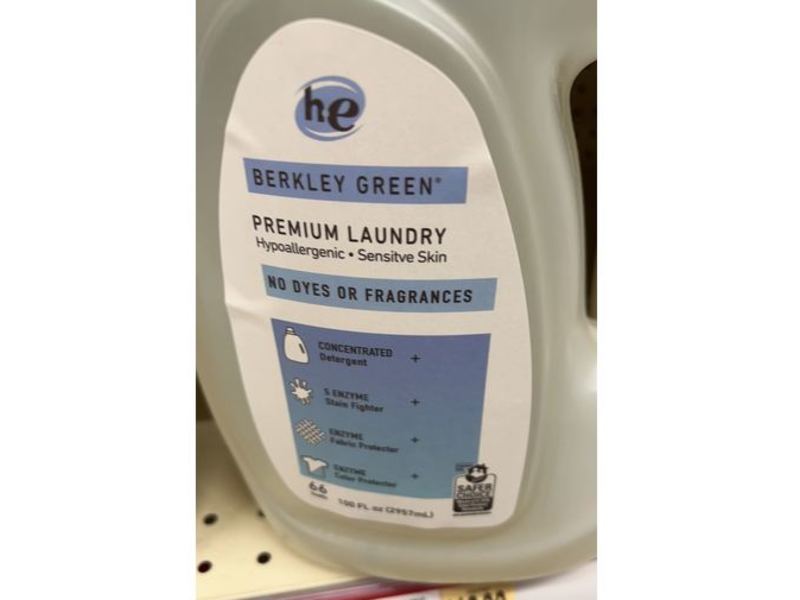 he
BERKLEY GREEN®
PREMIUM LAUNDRY
Hypoallergenic • Sensitve Skin
NO DYES OR FRAGRANCES
CONCENTRATED +
Detergent
5 ENZYME +
Stain Fighter
ENZYME +
Fabric Protector
ENZYME +
Color Protector
66
100 FL oz (2957mL)
SAFER
CHOICE